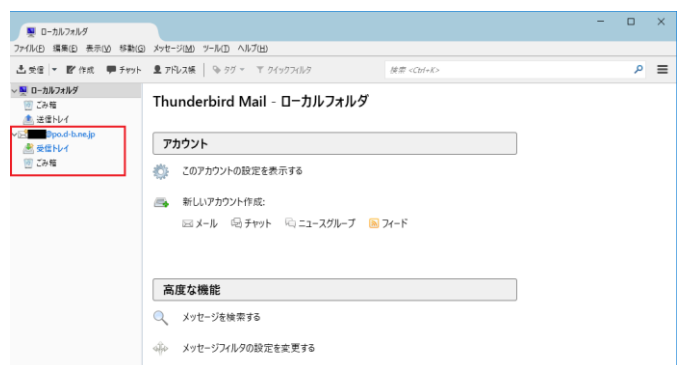 ローカルフォルダ
ファイル(F) 編集(E) 表示(V) 移動(G) メッセージ(M) ツール(T) ヘルプ(H)
受信 作成 チャット アドレス帳 タグ クイックフィルタ 検索 <Ctrl+K>
ローカルフォルダ
ごみ箱
送信トレイ
@po.d-b.ne.jp
受信トレイ
ごみ箱
Thunderbird Mail - ローカルフォルダ
アカウント
このアカウントの設定を表示する
新しいアカウント作成:
メール チャット ニュースグループ フィード
高度な機能
メッセージを検索する
メッセージフィルタの設定を変更する